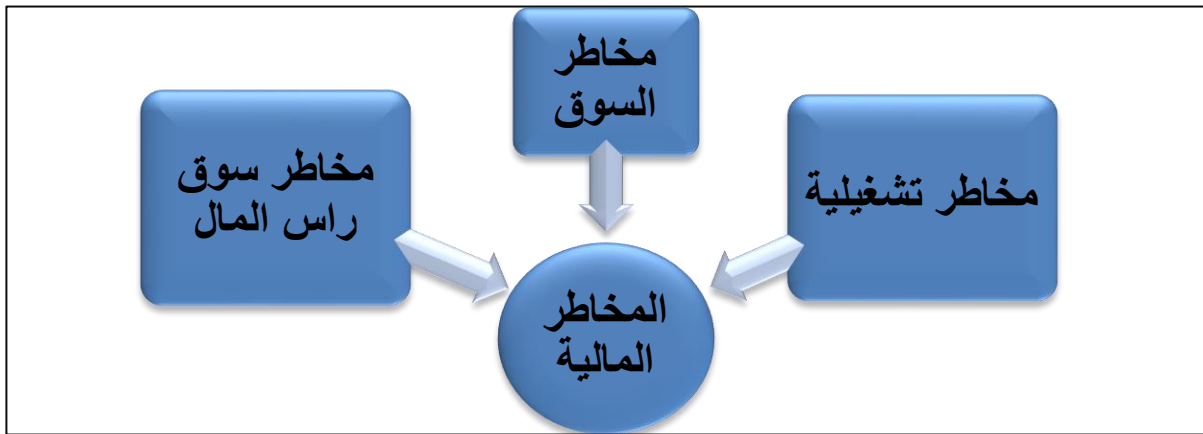 مخاطر
السوق
مخاطر تشغيلية
مخاطر سوق
راس المال
المخاطر
المالية